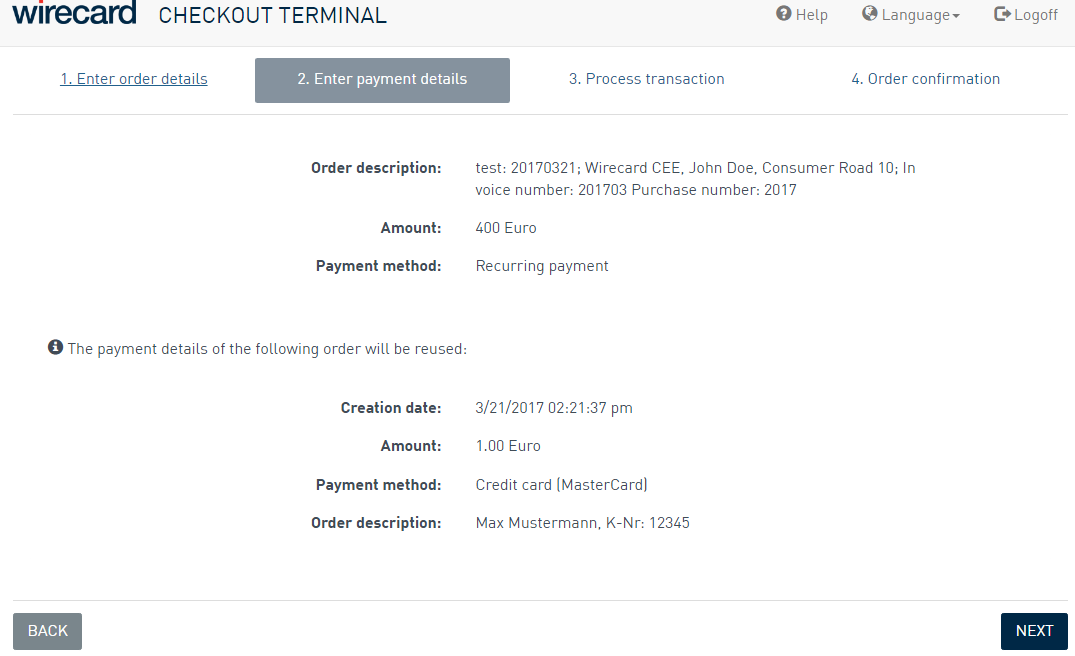 wirecard CHECKOUT TERMINAL Help Language Logoff
1. Enter order details 2. Enter payment details 3. Process transaction 4. Order confirmation
Order description: test: 20170321; Wirecard CEE, John Doe, Consumer Road 10; In
voice number: 201703 Purchase number: 2017
Amount: 400 Euro
Payment method: Recurring payment
The payment details of the following order will be reused:
Creation date: 3/21/2017 02:21:37 pm
Amount: 1.00 Euro
Payment method: Credit card (MasterCard)
Order description: Max Mustermann, K-Nr: 12345
BACK NEXT